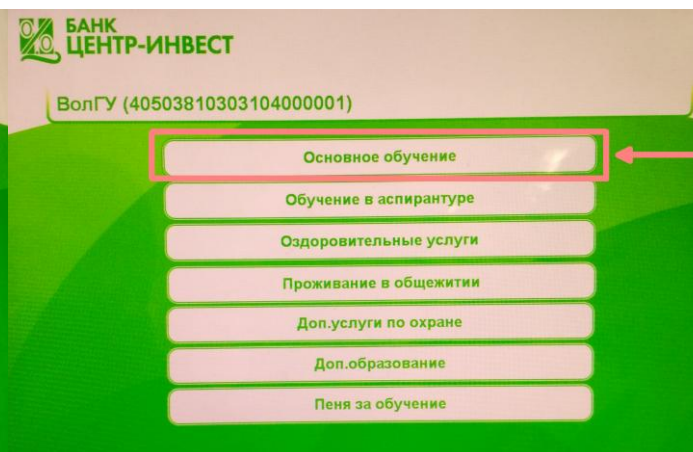 БАНК
ЦЕНТР-ИНВЕСТ
ВолГУ (40503810303104000001)
Основное обучение
Обучение в аспирантуре
Оздоровительные услуги
Проживание в общежитии
Доп.услуги по охране
Доп.образование
Пеня за обучение